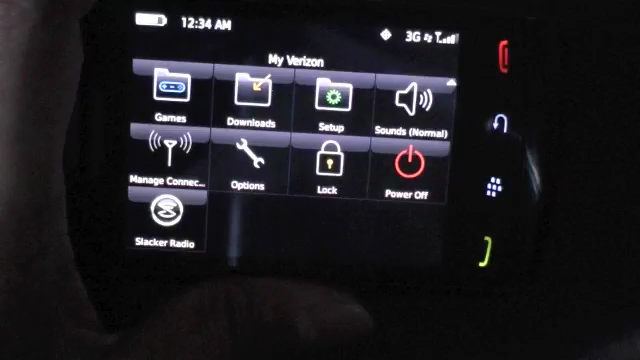 12:34 AM
3G
My Verizon
Games
Downloads
Setup
Sounds (Normal)
Manage Connec...
Options
Lock
Power Off
Slacker Radio